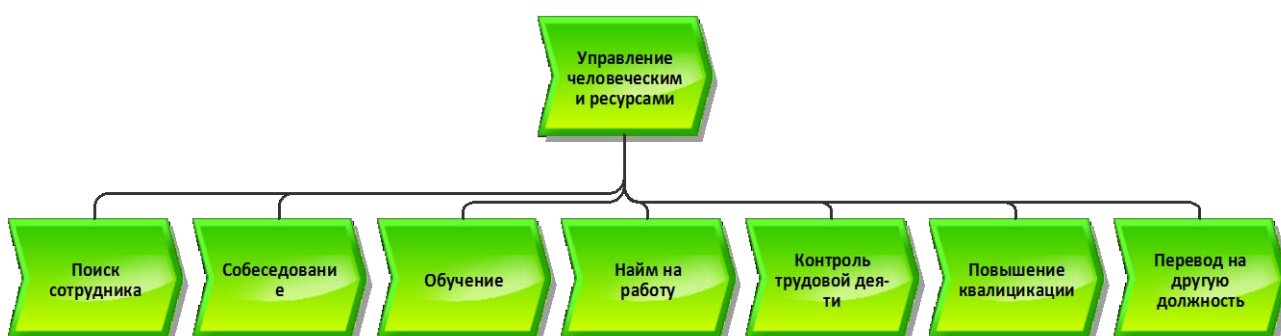 Управление
человеческим
и ресурсами
Поиск
сотрудника
Собеседовани
е
Обучение
Найм на
работу
Контроль
трудовой дея-
ти
Повышение
квалицикации
Перевод на
другую
должность